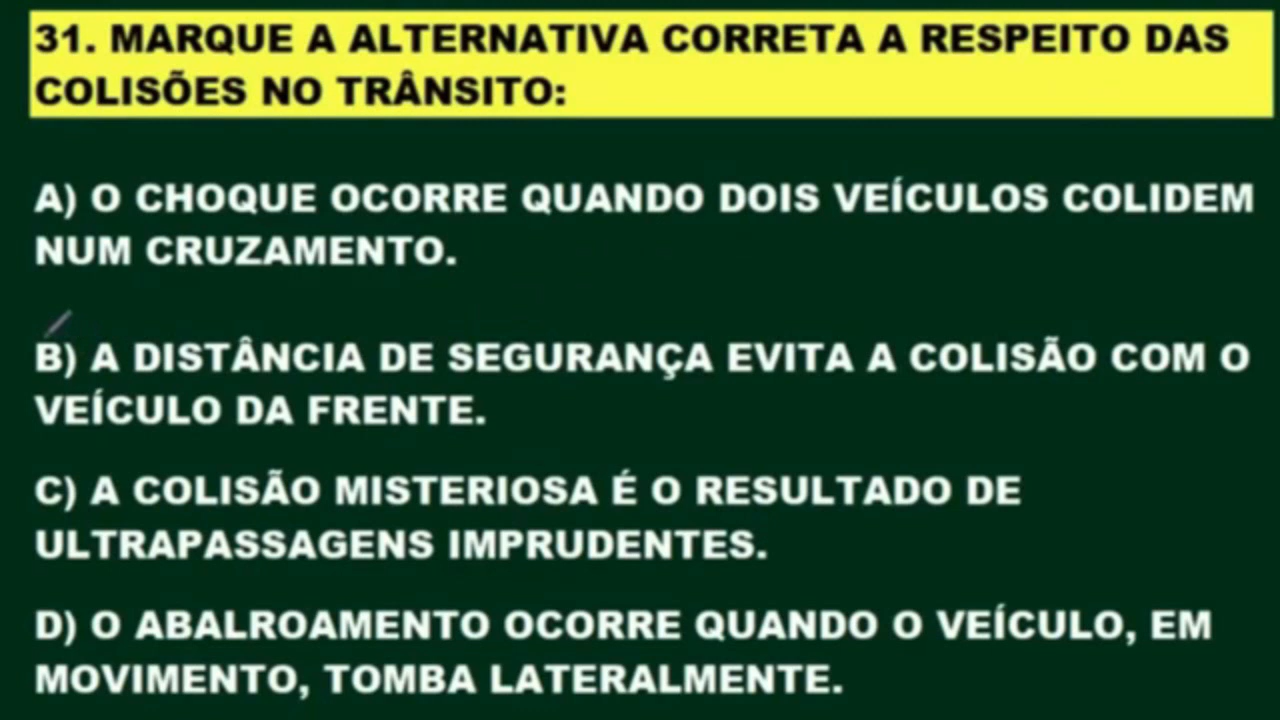 31. MARQUE A ALTERNATIVA CORRETA A RESPEITO DAS
COLISÕES NO TRÂNSITO:
A) O CHOQUE OCORRE QUANDO DOIS VEÍCULOS COLIDEM
NUM CRUZAMENTO.
B) A DISTÂNCIA DE SEGURANÇA EVITA A COLISÃO COM O
VEÍCULO DA FRENTE.
C) A COLISÃO MISTERIOSA É O RESULTADO DE
ULTRAPASSAGENS IMPRUDENTES.
D) O ABALROAMENTO OCORRE QUANDO O VEÍCULO, EM
MOVIMENTO, TOMBA LATERALMENTE.